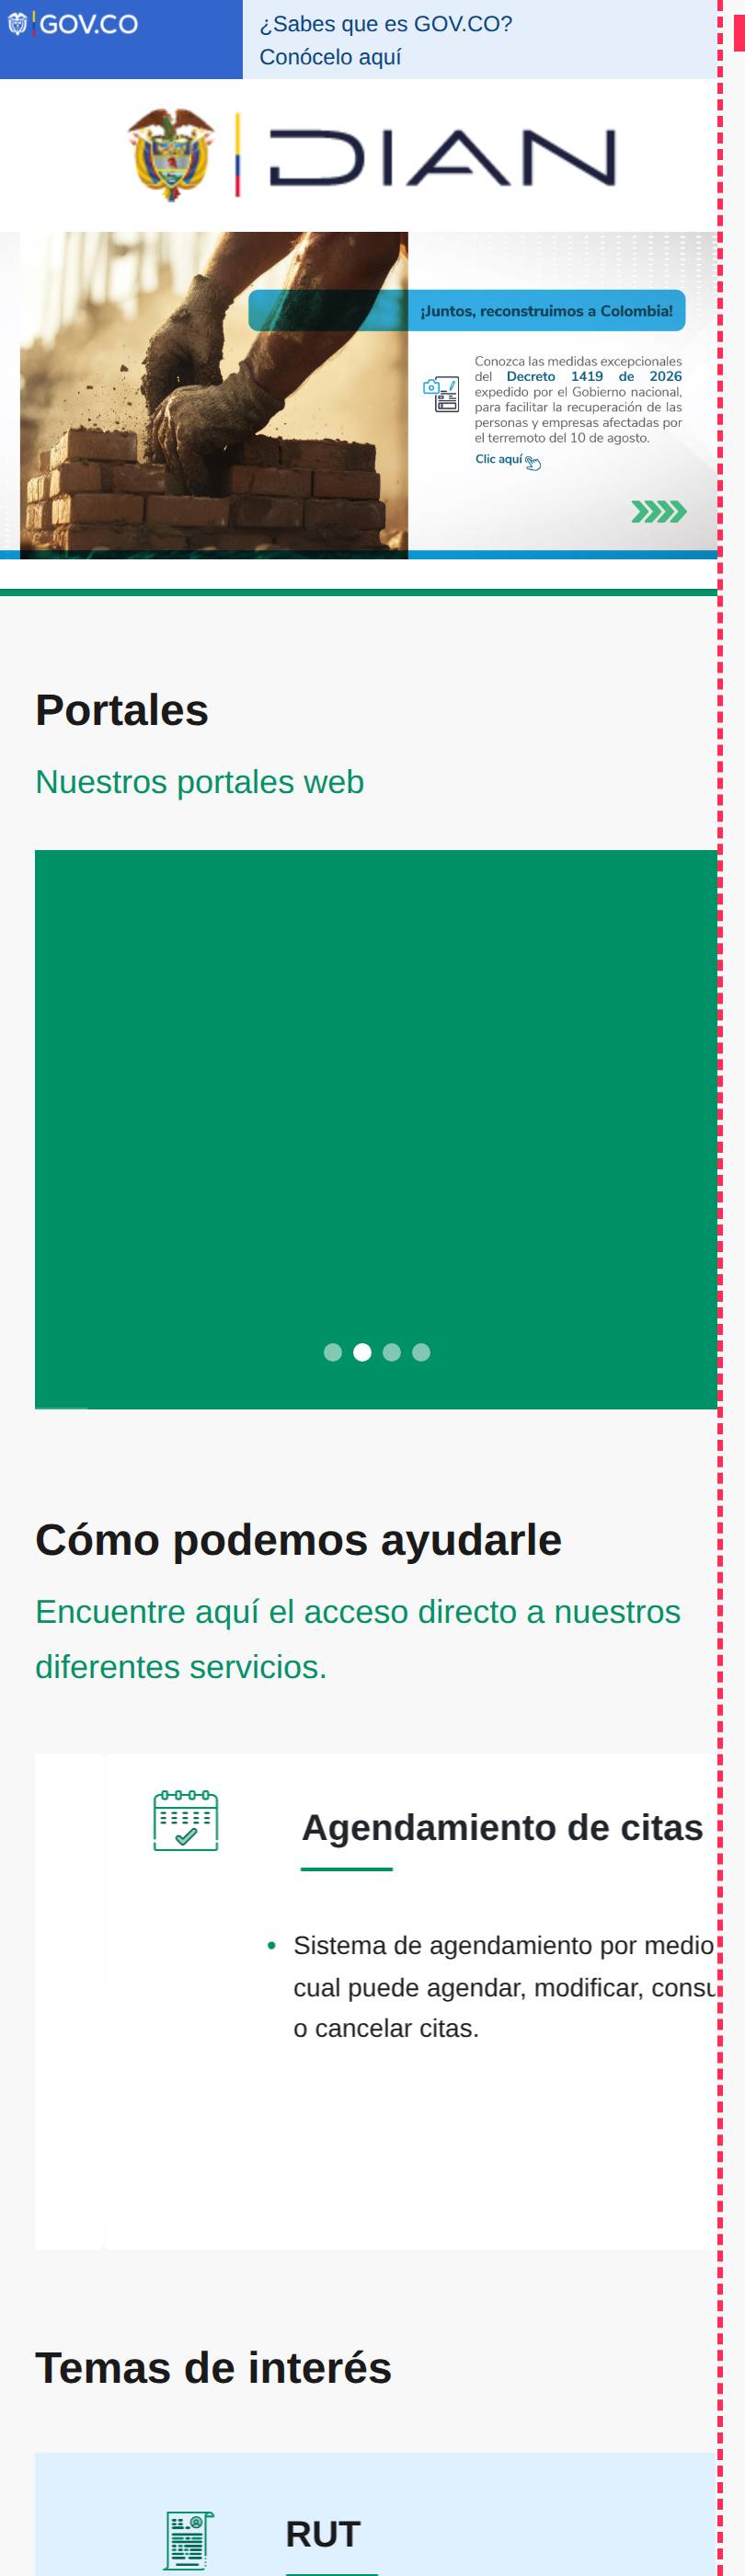 GOV.CO
¿Sabes que es GOV.CO?
Conócelo aquí
DIAN
¡Juntos, reconstruimos a Colombia!
Conozca las medidas excepcionales
del Decreto 1419 de 2026
expedido por el Gobierno nacional,
para facilitar la recuperación de las
personas y empresas afectadas por
el terremoto del 10 de agosto.
Clic aquí
Portales
Nuestros portales web
Cómo podemos ayudarle
Encuentre aquí el acceso directo a nuestros
diferentes servicios.
Agendamiento de citas
Sistema de agendamiento por medio
cual puede agendar, modificar, consu
o cancelar citas.
Temas de interés
RUT